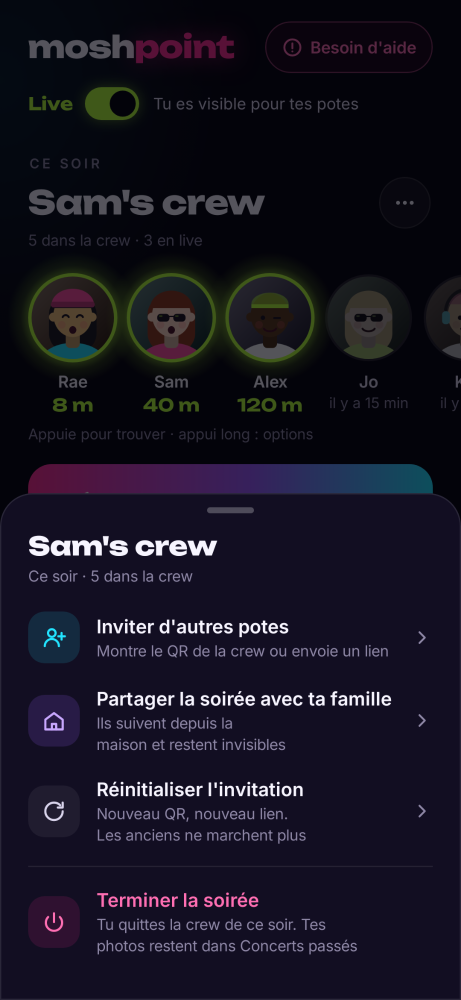 moshpoint
Besoin d'aide
Live
Tu es visible pour tes potes
CE SOIR
Sam's crew
5 dans la crew · 3 en live
Rae
Sam
Alex
Jo
8 m
40 m
120 m
il y a 15 min
Appuie pour trouver · appui long : options
Sam's crew
Ce soir · 5 dans la crew
Inviter d'autres potes
Montre le QR de la crew ou envoie un lien
Partager la soirée avec ta famille
Ils suivent depuis la
maison et restent invisibles
Réinitialiser l'invitation
Nouveau QR, nouveau lien.
Les anciens ne marchent plus
Terminer la soirée
Tu quittes la crew de ce soir. Tes
photos restent dans Concerts passés